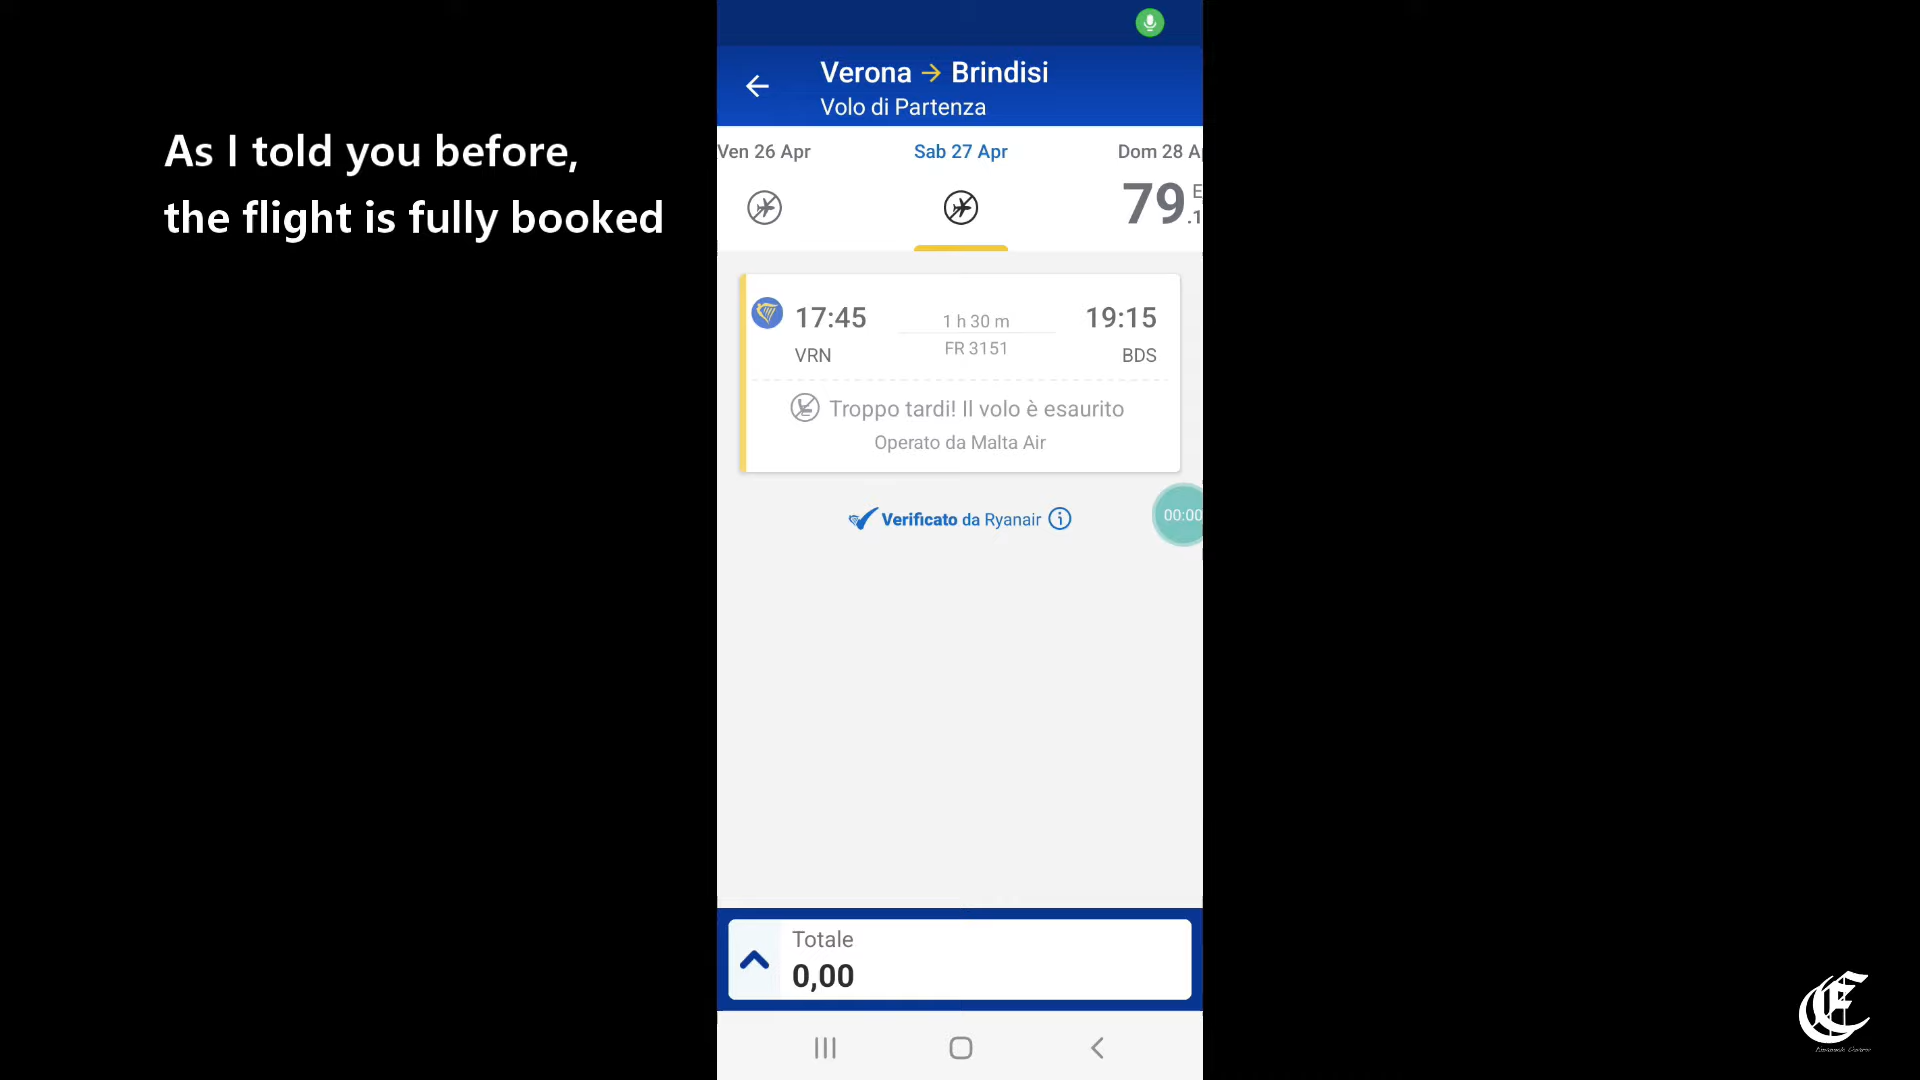 As I told you before,
the flight is fully booked
Verona → Brindisi
Volo di Partenza
Ven 26 Apr
Sab 27 Apr
Dom 28 A
79
E
.1
17:45
1 h 30 m
19:15
VRN
FR 3151
BDS
Troppo tardi! Il volo è esaurito
Operato da Malta Air
Verificato da Ryanair
00:00
Totale
0,00